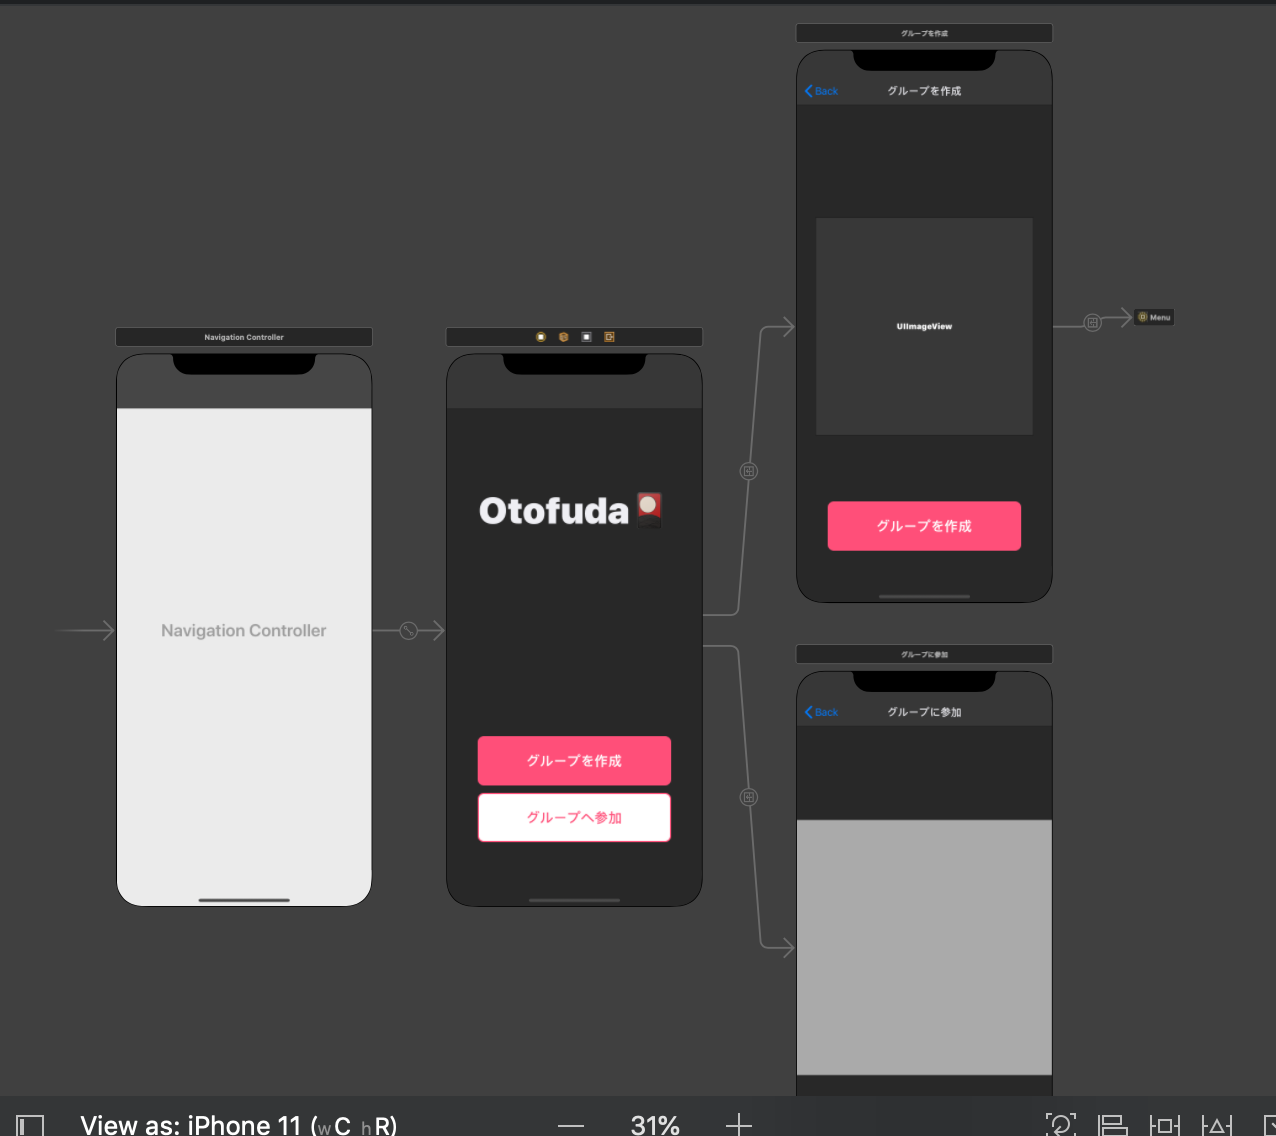 グループを作成
Back
グループを作成
UIImageView
Menu
グループを作成
Navigation Controller
Navigation Controller
Otofuda
グループを作成
グループへ参加
グループに参加
Back
グループに参加
View as: iPhone 11 (wC hR)
31%